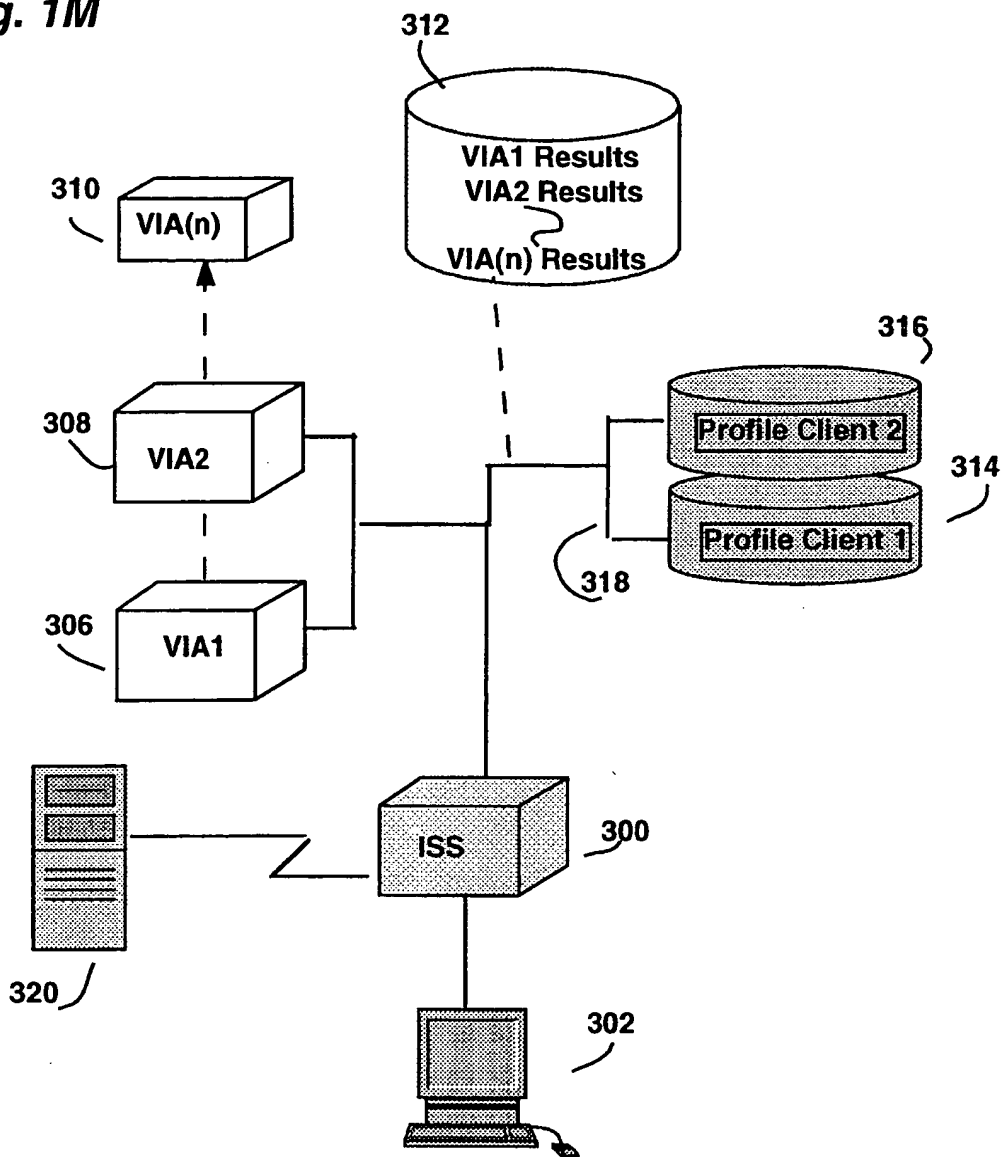 g. 1M
312
VIA1 Results
VIA2 Results
VIA(n) Results
310
VIA(n)
316
Profile Client 2
308
VIA2
314
Profile Client 1
318
306
VIA1
ISS
300
320
302